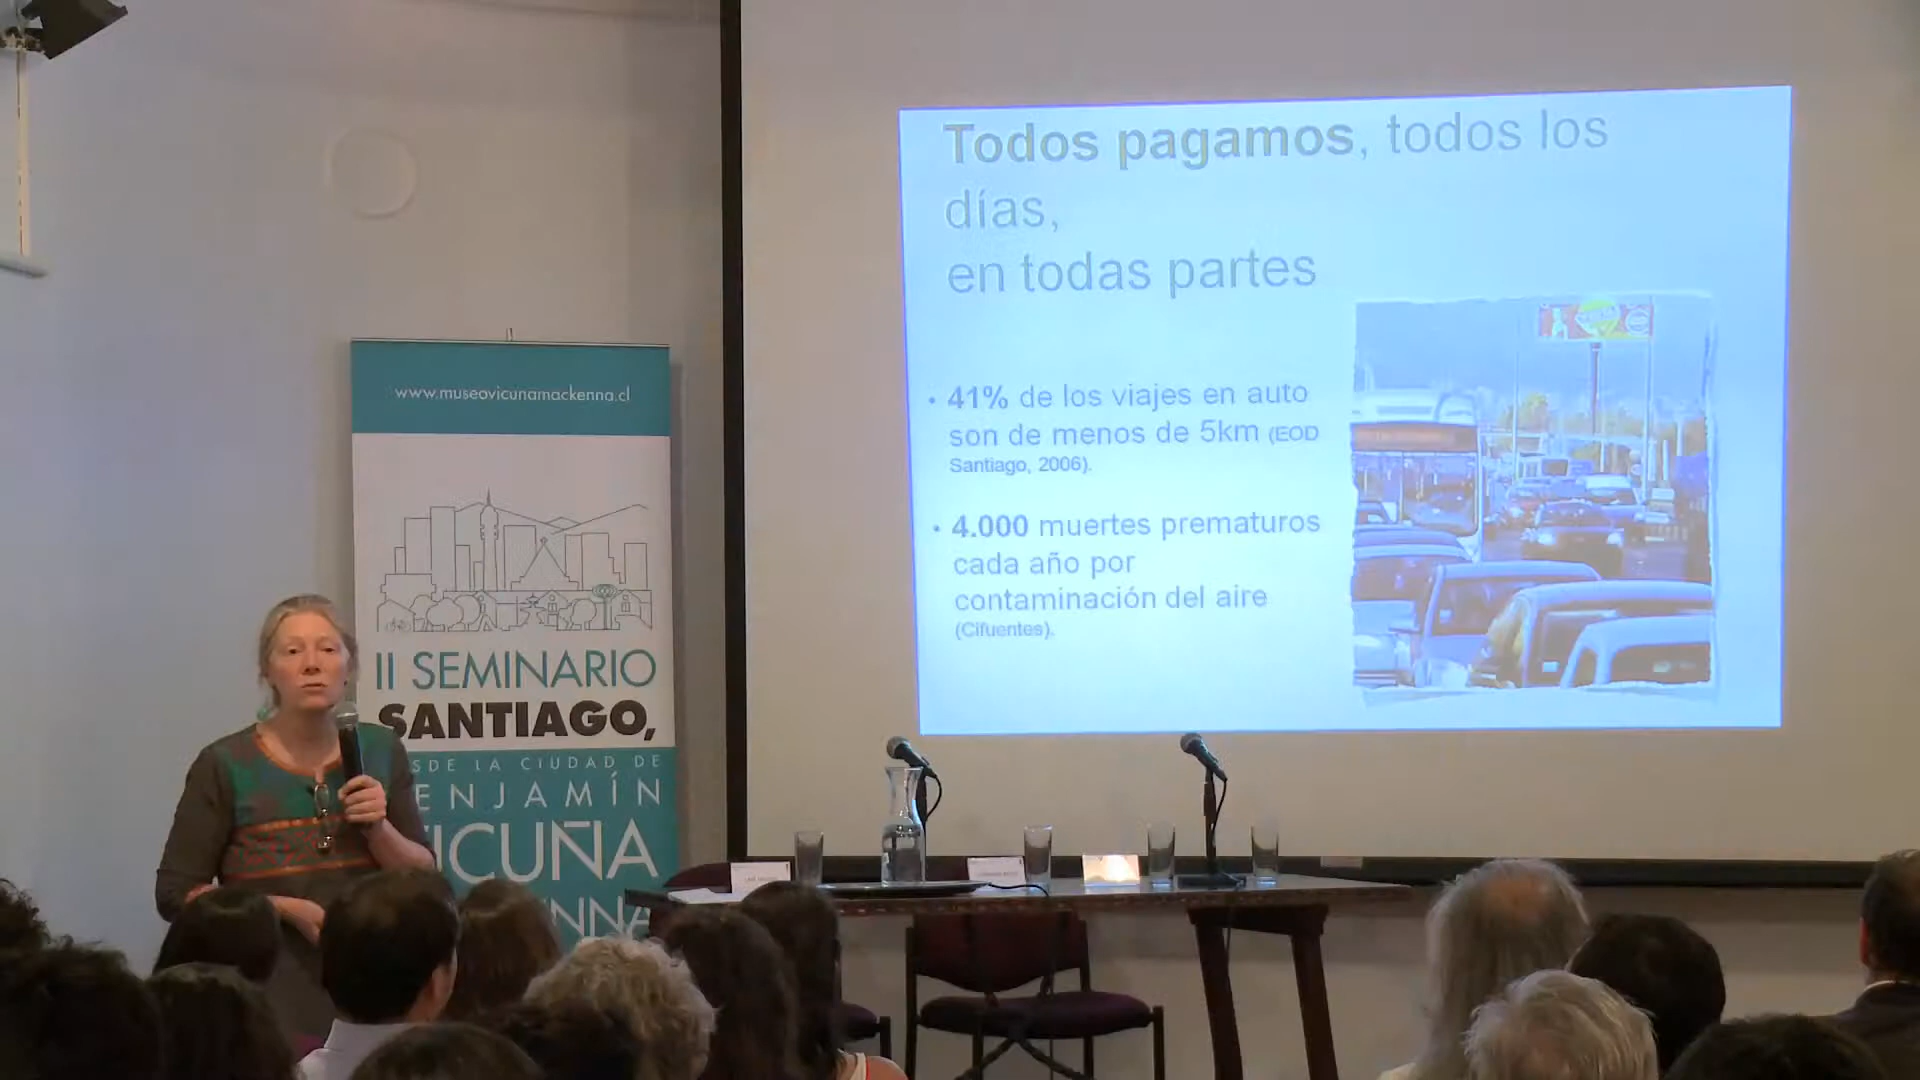 www.museovicunamackenna.cl
II SEMINARIO
SANTIAGO,
SDE LA CIUDAD DE
ENJAMÍN
ICUÑA
NNA
Todos pagamos, todos los
días,
en todas partes
• 41% de los viajes en auto
son de menos de 5km (EOD
Santiago, 2006).
• 4.000 muertes prematuros
cada año por
contaminación del aire
(Cifuentes).